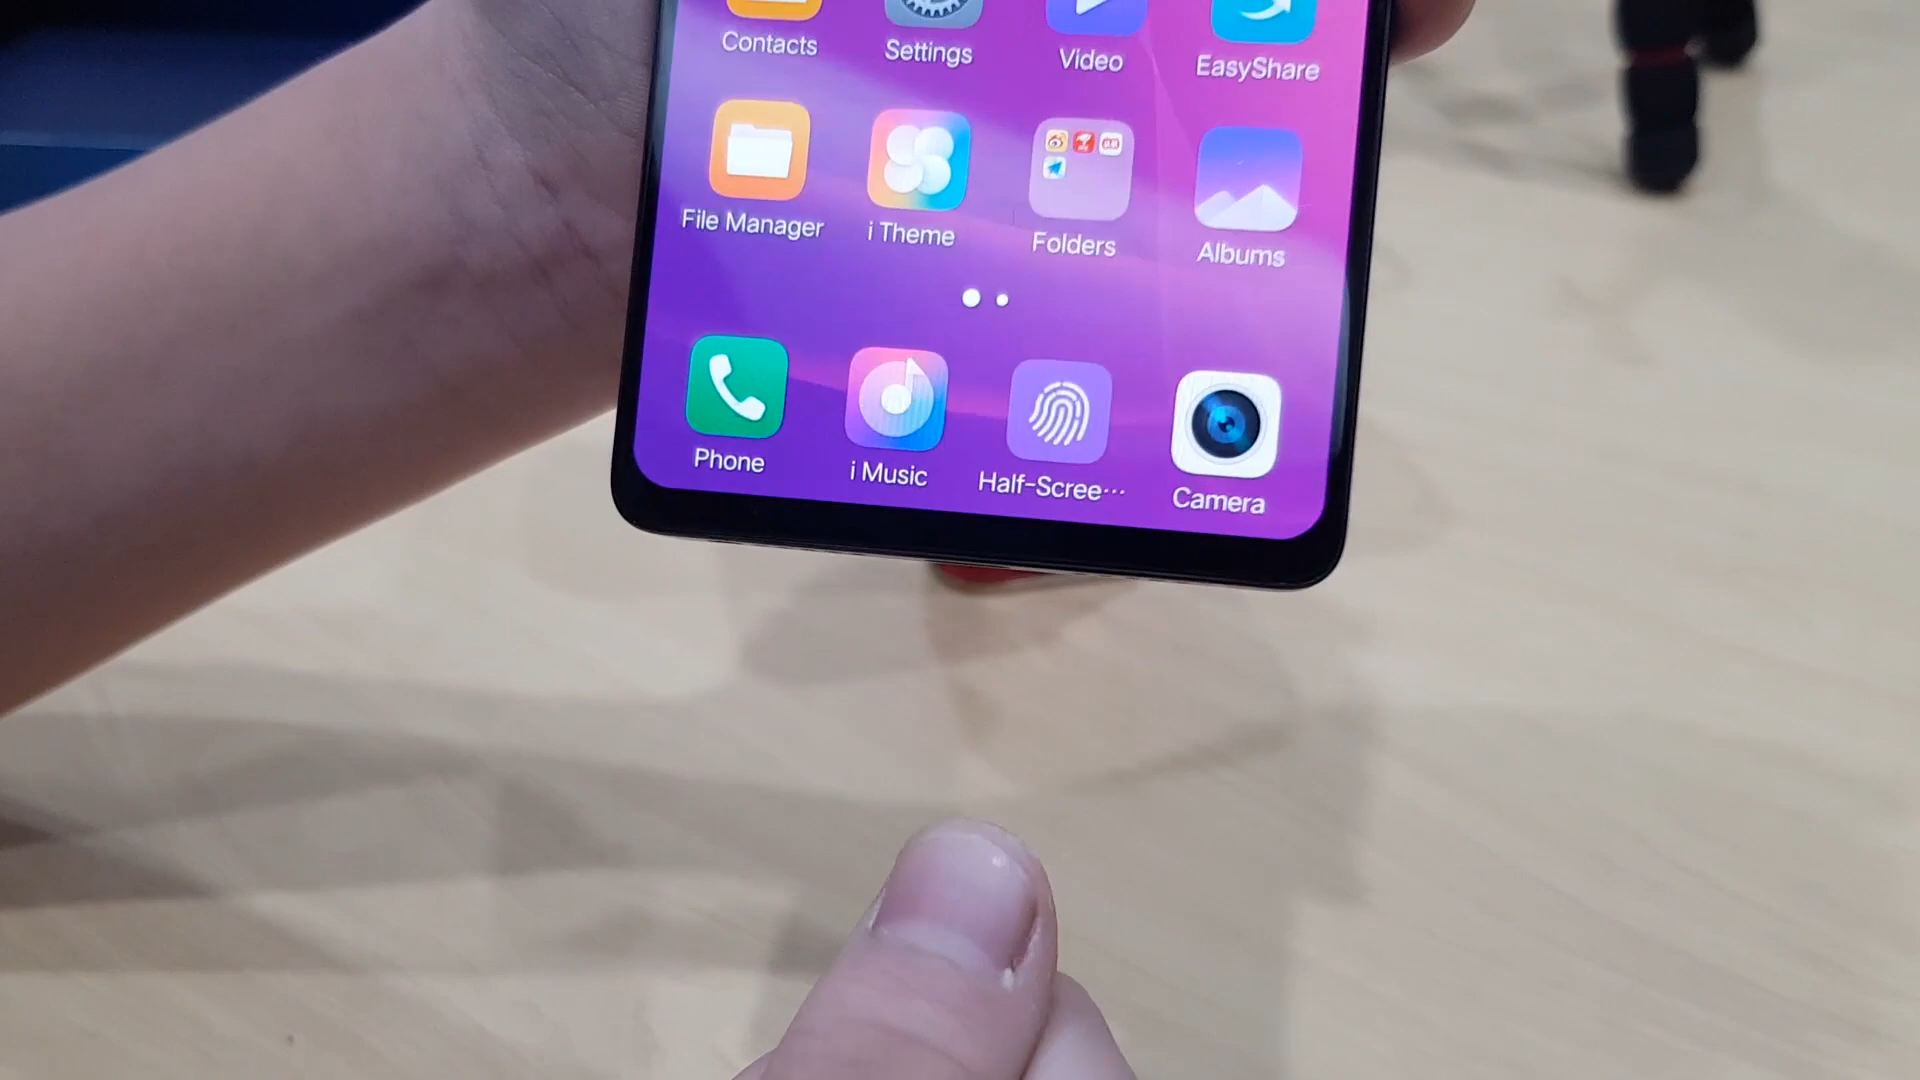 Contacts
Settings
Video
EasyShare
File Manager
i Theme
Folders
Albums
Phone
i Music
Half-Scree···
Camera